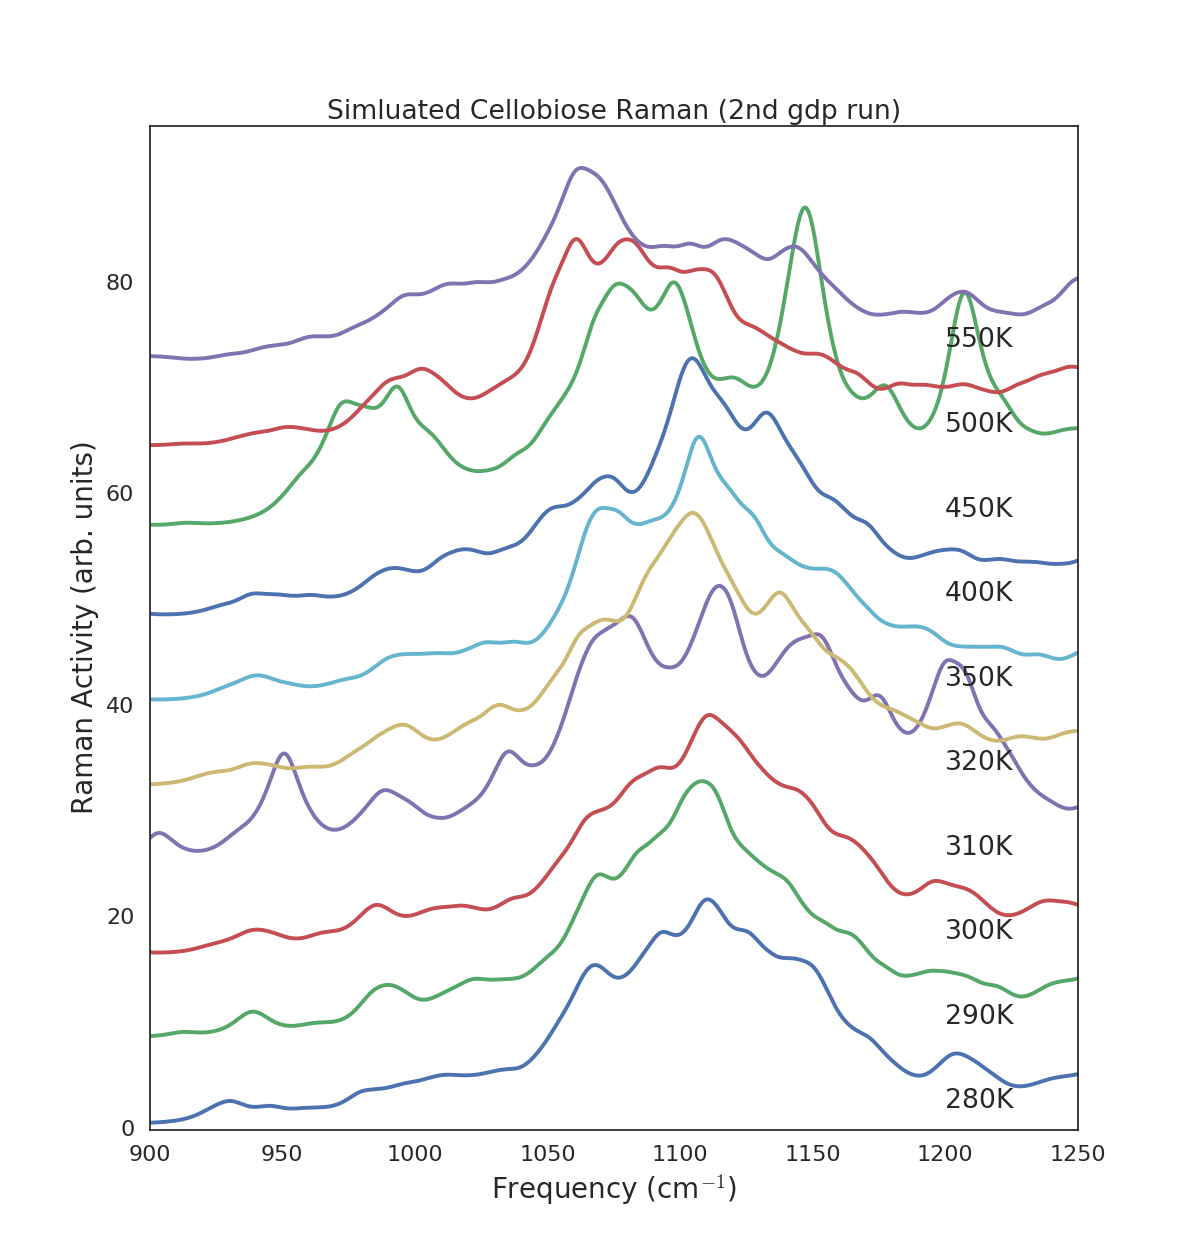 Simluated Cellobiose Raman (2nd gdp run)
Raman Activity (arb. units)
80
60
40
20
0
550K
500K
450K
400K
350K
320K
310K
300K
290K
280K
900 950 1000 1050 1100 1150 1200 1250
Frequency (cm⁻¹)